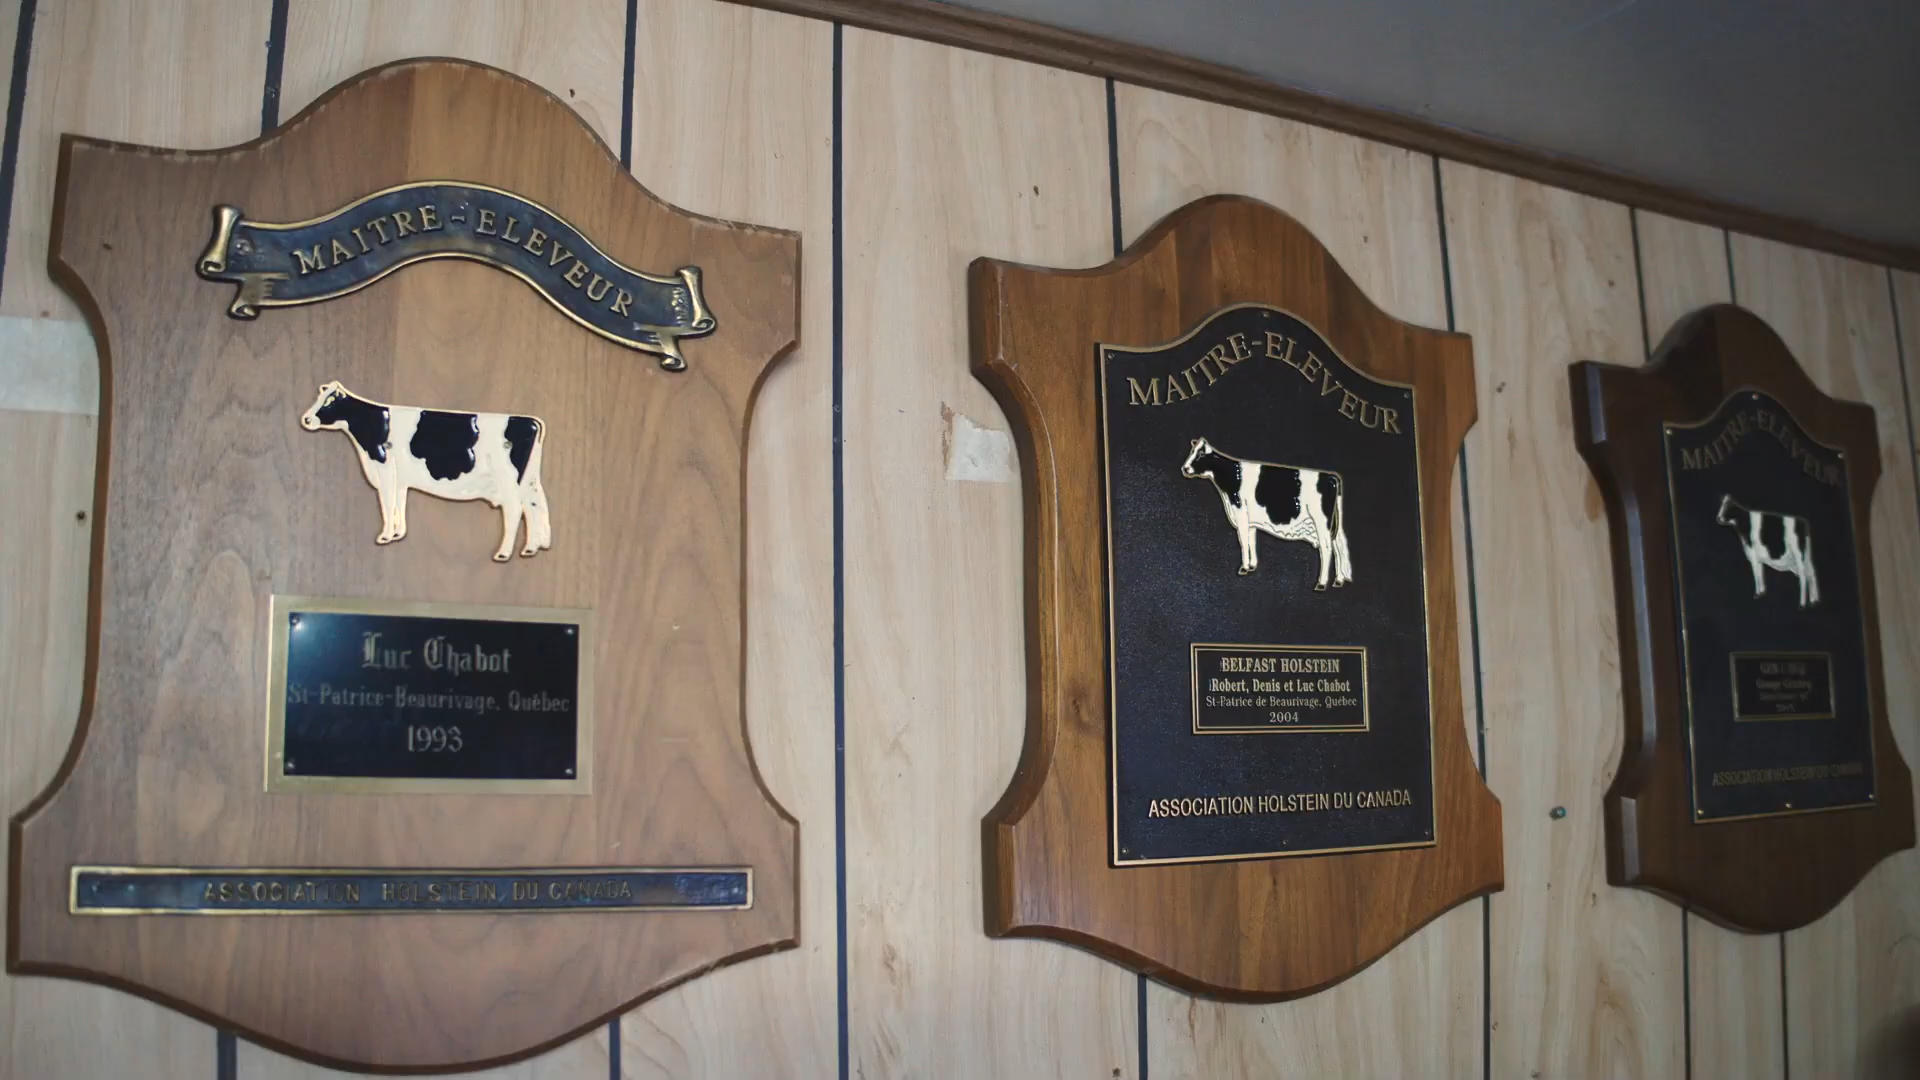 MAITRE-ELEVEUR
Luc Chabot
St-Patrice-Beaurivage, Québec
1993
ASSOCIATION HOLSTEIN DU CANADA
MAITRE-ELEVEUR
BELFAST HOLSTEIN
Robert, Denis et Luc Chabot
St-Patrice de Beaurivage, Québec
2004
ASSOCIATION HOLSTEIN DU CANADA
MAITRE-ELEVEUR
ASSOCIATION HOLSTEIN DU CANADA